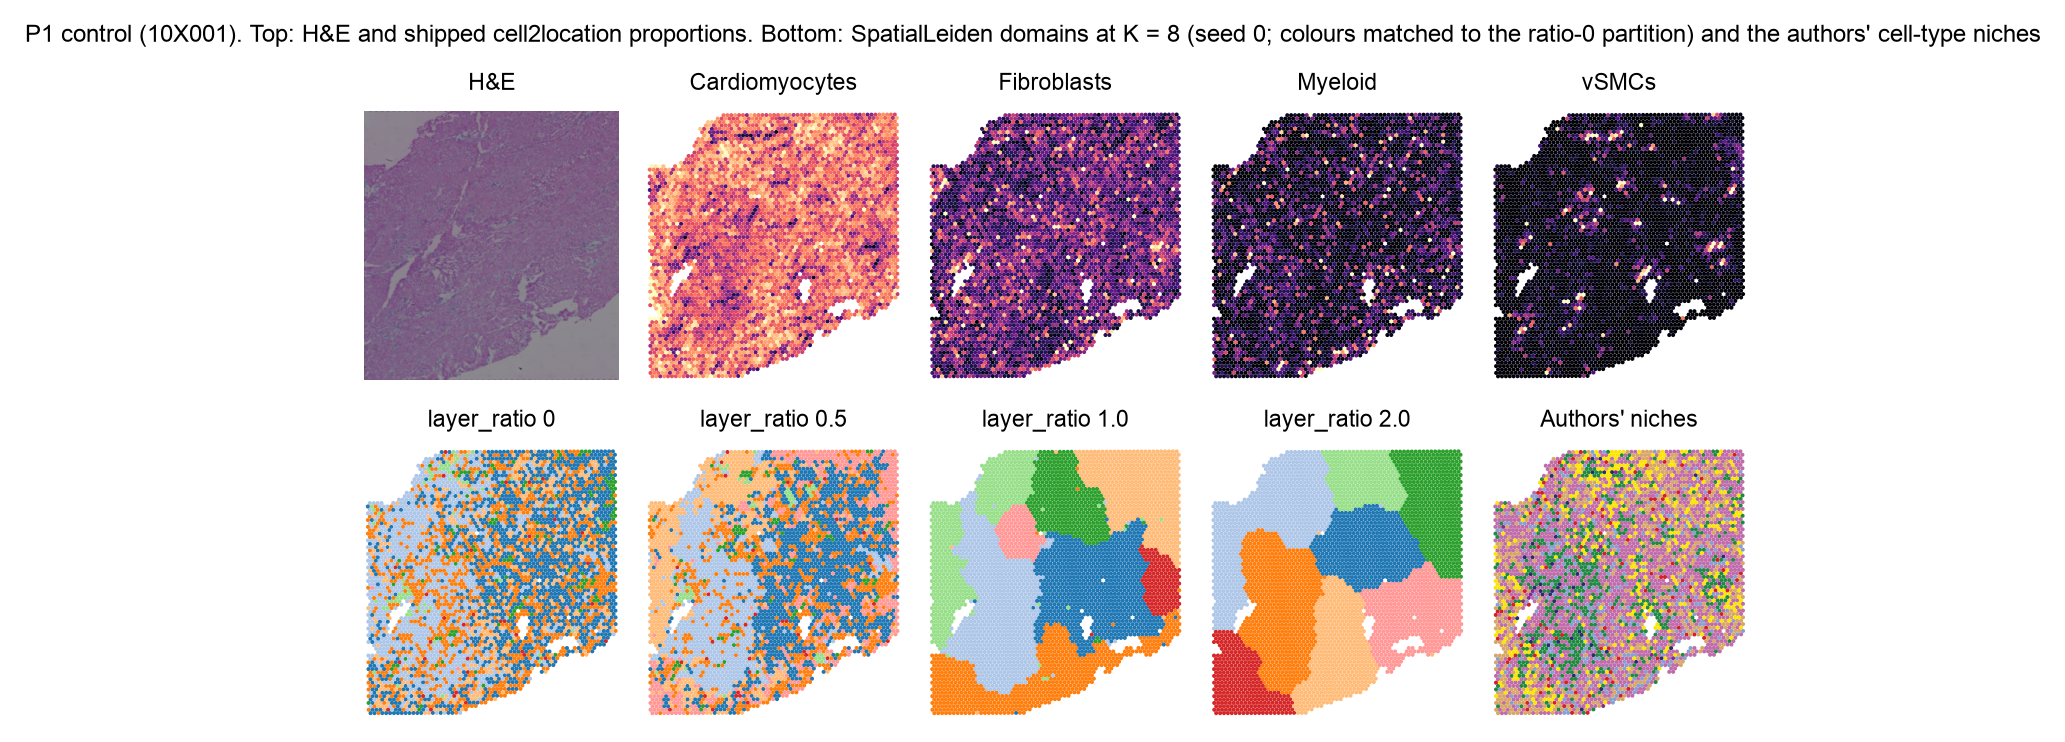 P1 control (10X001). Top: H&E and shipped cell2location proportions. Bottom: SpatialLeiden domains at K = 8 (seed 0; colours matched to the ratio-0 partition) and the authors' cell-type niches
H&E
Cardiomyocytes
Fibroblasts
Myeloid
vSMCs
layer_ratio 0
layer_ratio 0.5
layer_ratio 1.0
layer_ratio 2.0
Authors' niches